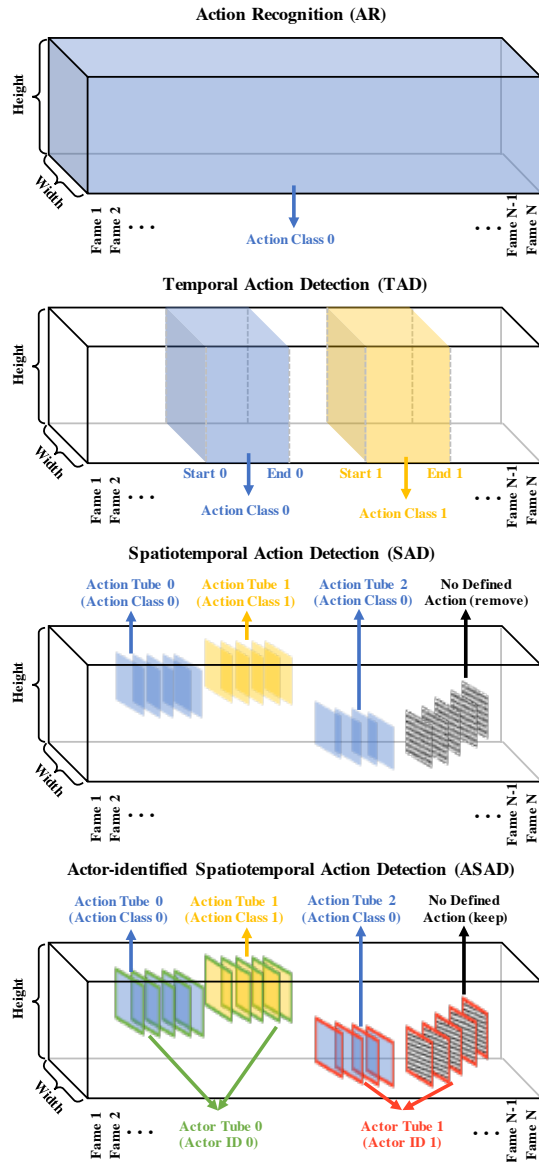 Action Recognition (AR)
Height
Width
Fame 1
Fame 2
...
Action Class 0
...
Fame N-1
Fame N
Temporal Action Detection (TAD)
Height
Width
Start 0 End 0 Start 1 End 1
Fame 1
Fame 2
...
Action Class 0 Action Class 1
...
Fame N-1
Fame N
Spatiotemporal Action Detection (SAD)
Action Tube 0 Action Tube 1 Action Tube 2 No Defined
(Action Class 0) (Action Class 1) (Action Class 0) Action (remove)
Height
Width
Fame 1
Fame 2
...
...
Fame N-1
Fame N
Actor-identified Spatiotemporal Action Detection (ASAD)
Action Tube 0 Action Tube 1 Action Tube 2 No Defined
(Action Class 0) (Action Class 1) (Action Class 0) Action (keep)
Height
Width
Fame 1
Fame 2
...
Actor Tube 0 Actor Tube 1
(Actor ID 0) (Actor ID 1)
...
Fame N-1
Fame N